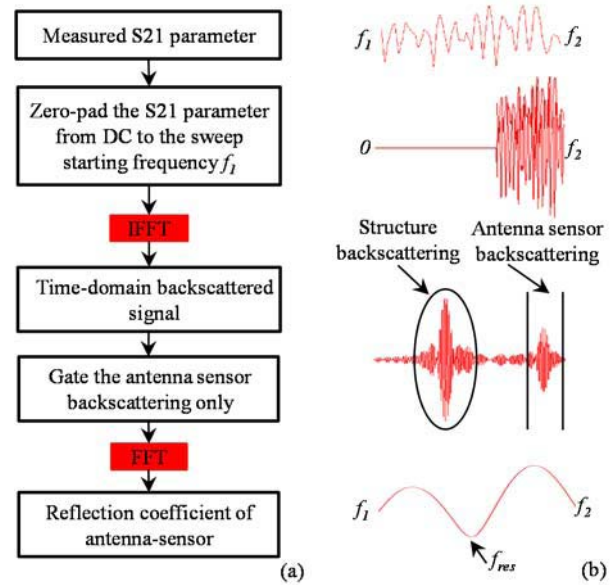 Measured S21 parameter
Zero-pad the S21 parameter
from DC to the sweep
starting frequency f1
IFFT
Time-domain backscattered
signal
Gate the antenna sensor
backscattering only
FFT
Reflection coefficient of
antenna-sensor
(a)
f1
f2
0
f2
Structure
backscattering
Antenna sensor
backscattering
f1
f2
fres
(b)